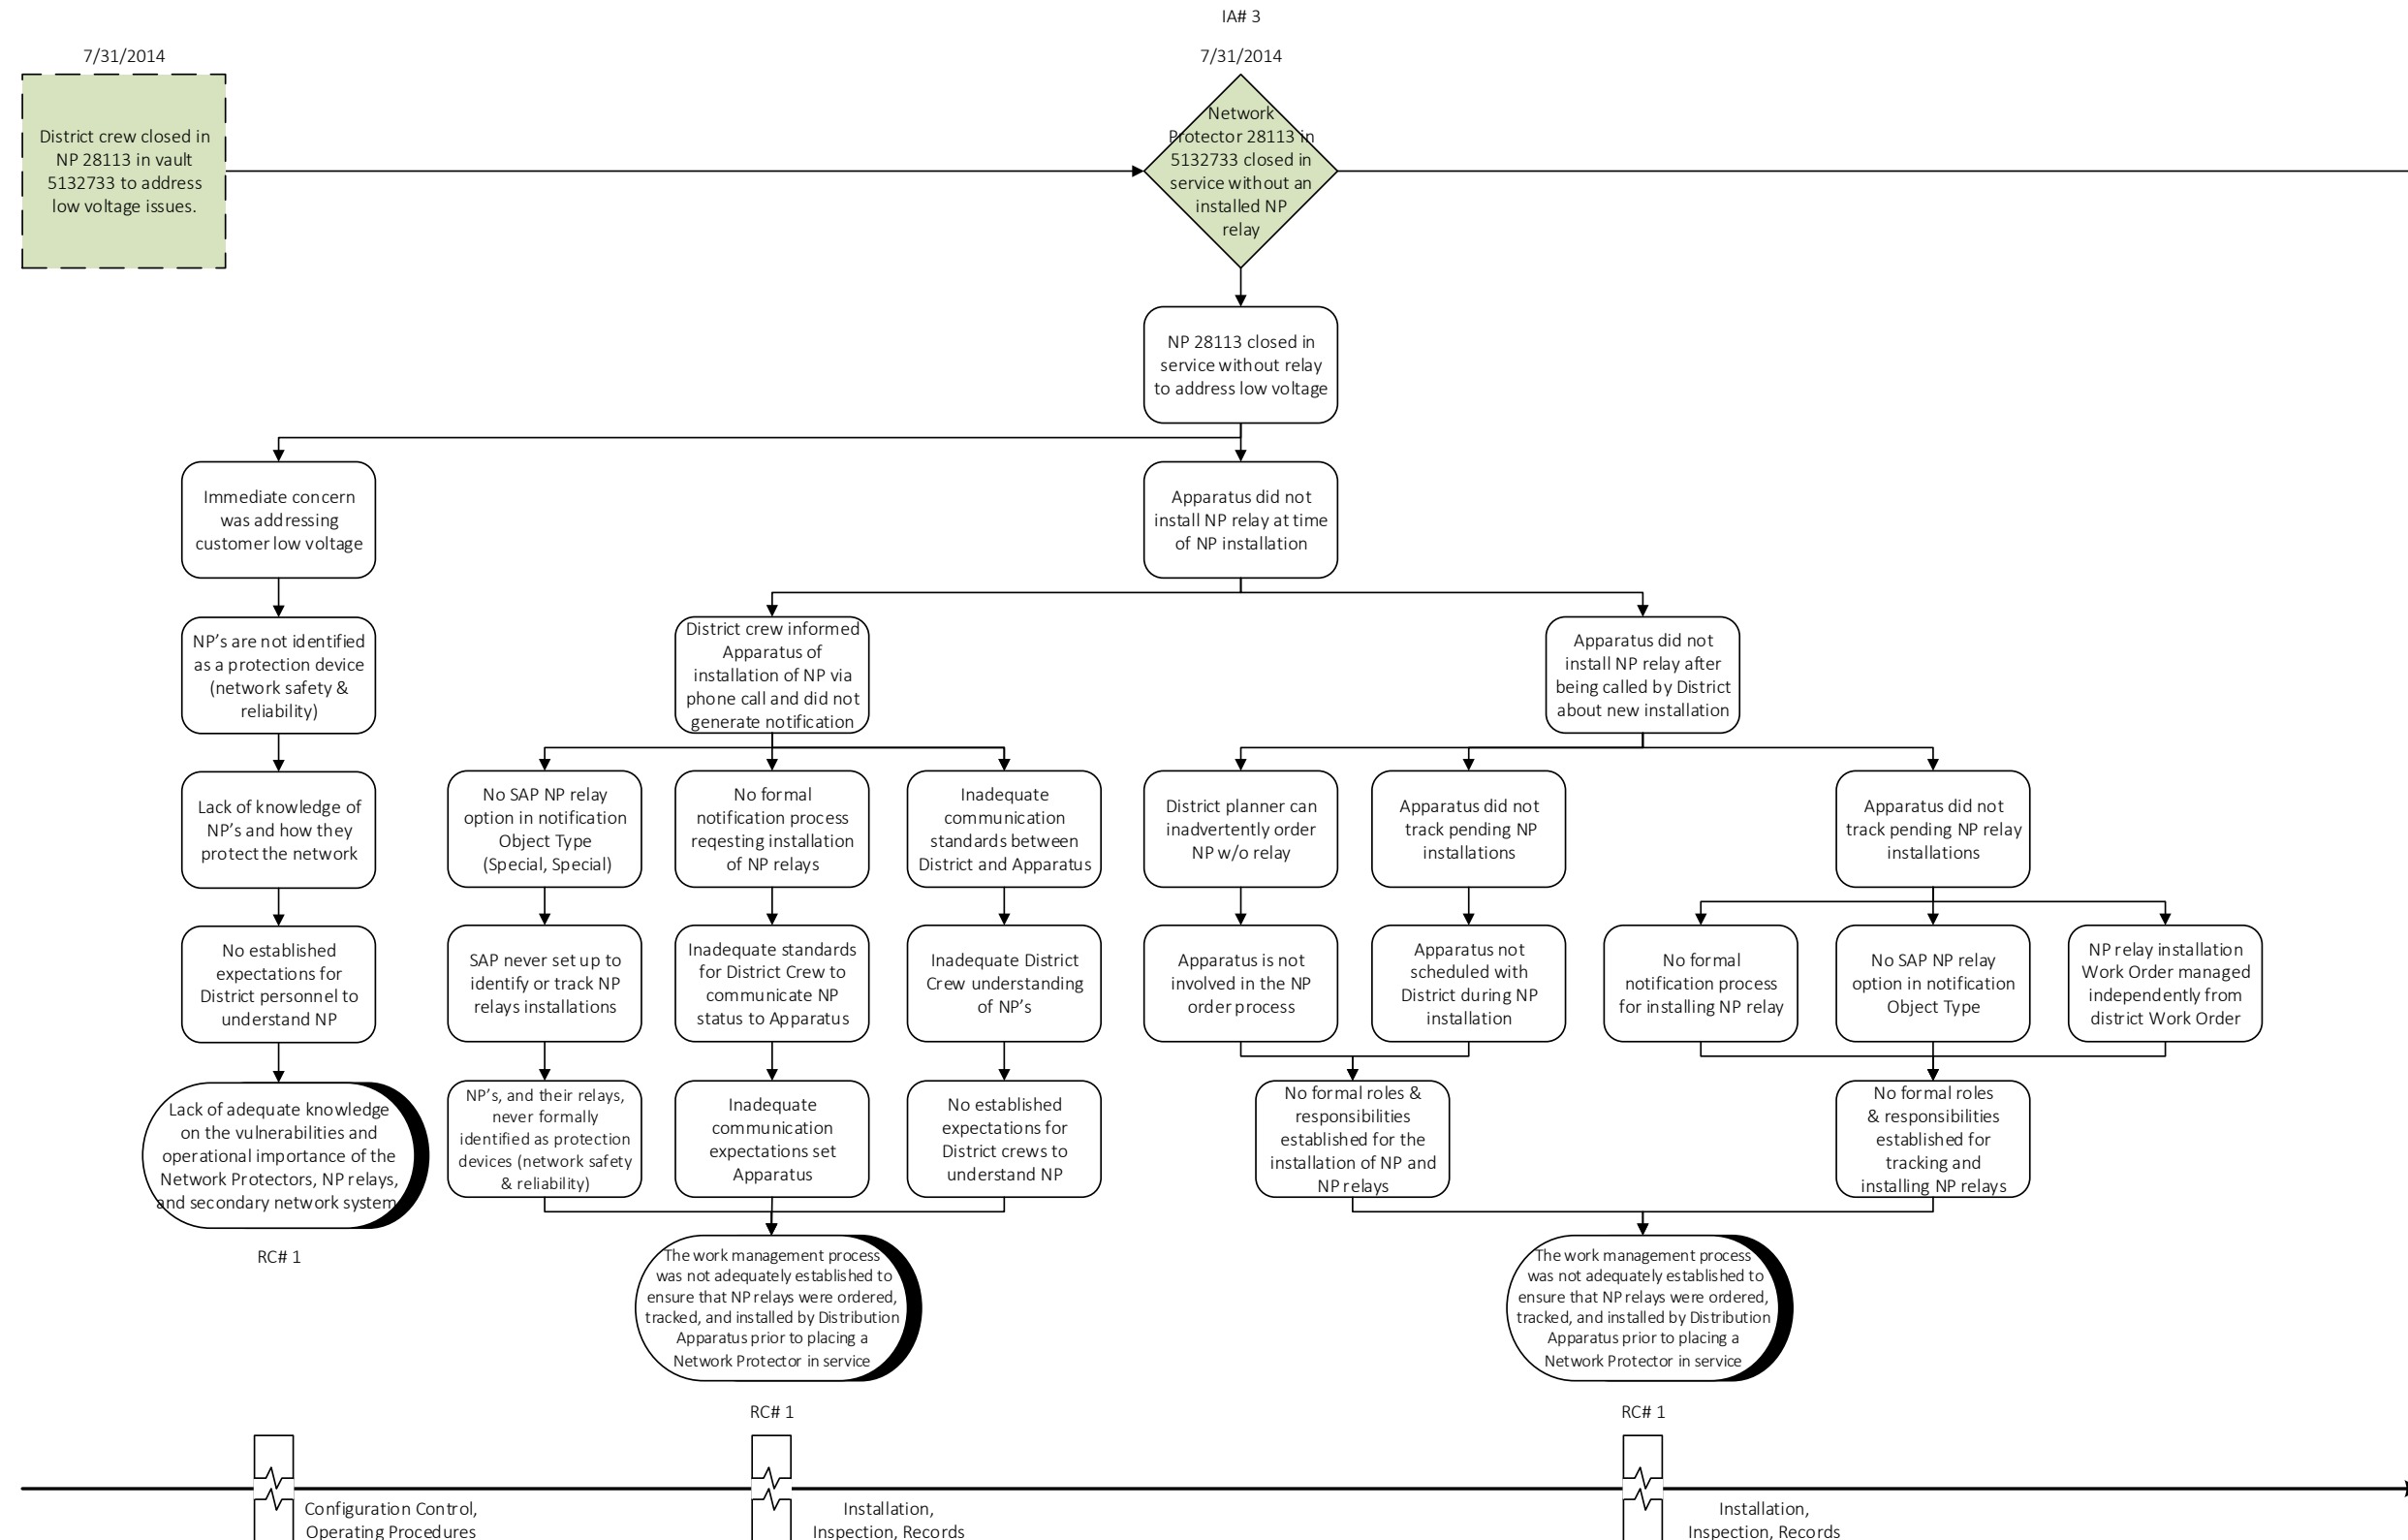 IA# 3
7/31/2014
7/31/2014
District crew closed in
NP 28113 in vault
5132733 to address
low voltage issues.
Network
Protector 28113 in
5132733 closed in
service without an
installed NP
relay
NP 28113 closed in
service without relay
to address low voltage
Immediate concern
was addressing
customer low voltage
Apparatus did not
install NP relay at time
of NP installation
NP's are not identified
as a protection device
(network safety &
reliability)
District crew informed
Apparatus of
installation of NP via
phone call and did not
generate notification
Apparatus did not
install NP relay after
being called by District
about new installation
Lack of knowledge of
NP's and how they
protect the network
No SAP NP relay
option in notification
Object Type
(Special, Special)
No formal
notification process
reqesting installation
of NP relays
Inadequate
communication
standards between
District and Apparatus
District planner can
inadvertently order
NP w/o relay
Apparatus did not
track pending NP
installations
Apparatus did not
track pending NP relay
installations
No established
expectations for
District personnel to
understand NP
SAP never set up to
identify or track NP
relays installations
Inadequate standards
for District Crew to
communicate NP
status to Apparatus
Inadequate District
Crew understanding
of NP's
Apparatus is not
involved in the NP
order process
Apparatus not
scheduled with
District during NP
installation
No formal
notification process
for installing NP relay
No SAP NP relay
option in notification
Object Type
NP relay installation
Work Order managed
independently from
district Work Order
Lack of adequate knowledge
on the vulnerabilities and
operational importance of the
Network Protectors, NP relays,
and secondary network system
RC# 1
NP's, and their relays,
never formally
identified as protection
devices (network safety
& reliability)
Inadequate
communication
expectations set
Apparatus
No established
expectations for
District crews to
understand NP
No formal roles &
responsibilities
established for the
installation of NP and
NP relays
No formal roles
& responsibilities
established for
tracking and
installing NP relays
The work management process
was not adequately established to
ensure that NP relays were ordered,
tracked, and installed by Distribution
Apparatus prior to placing a
Network Protector in service
RC# 1
The work management process
was not adequately established to
ensure that NP relays were ordered,
tracked, and installed by Distribution
Apparatus prior to placing a
Network Protector in service
RC# 1
Configuration Control,
Operating Procedures
Installation,
Inspection, Records
Installation,
Inspection, Records